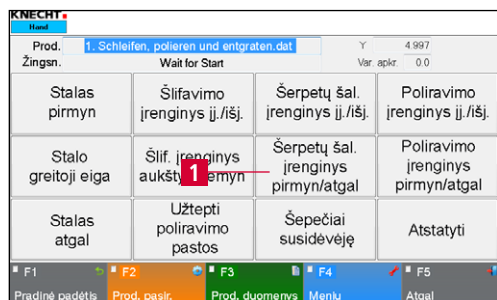 KNECHT
Hand
Prod. 1. Schleifen, polieren und entgraten.dat Y 4.997
Žingsn. Wait for Start Var. apkr. 0.0
Stalas
pirmyn
Šlifavimo
įrenginys įj./išj.
Šerpetų šal.
įrenginys įj./išj.
Poliravimo
įrenginys įj./išj.
Stalo
greitoji eiga
Šlif. įrenginys
1
Šerpetų šal.
įrenginys
pirmyn/atgal
Poliravimo
įrenginys
pirmyn/atgal
Stalas
atgal
Užtepti
poliravimo
pastos
Šepečiai
susidėvėję
Atstatyti
F1 F2 F3 F4 F5
Pradinė padėtis Prod. pasir. Prod. duomenys Meniu Atgal